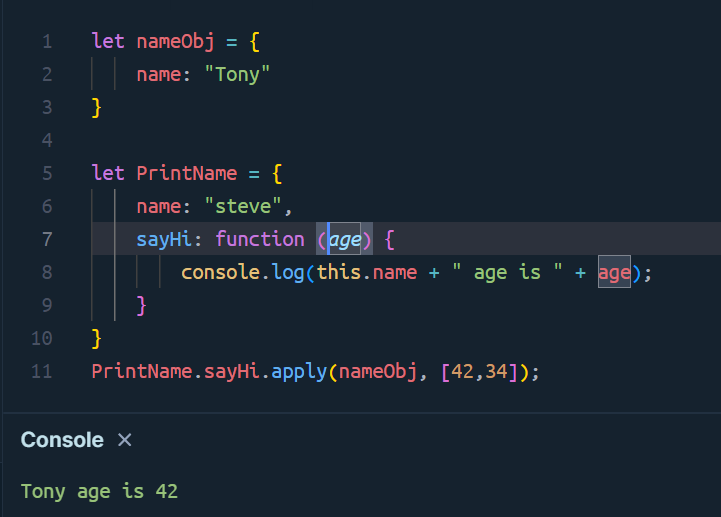 1 let nameObj = {
2 name: "Tony"
3 }
4
5 let PrintName = {
6 name: "steve",
7 sayHi: function (age) {
8 console.log(this.name + " age is " + age);
9 }
10 }
11 PrintName.sayHi.apply(nameObj, [42,34]);
Console ×
Tony age is 42